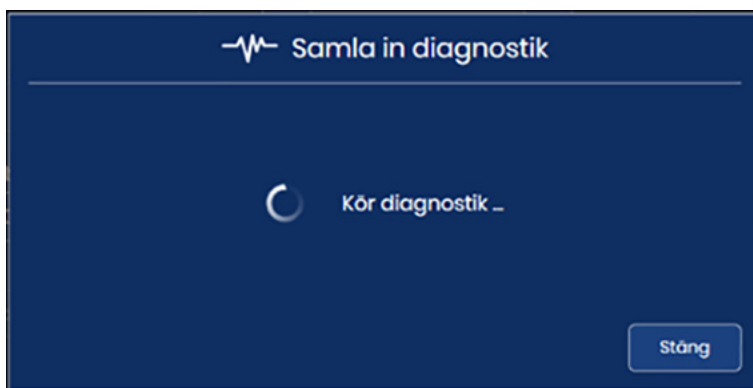 Samla in diagnostik
Kör diagnostik ...
Stäng